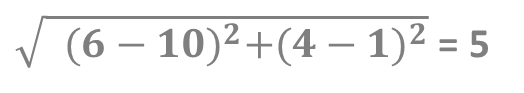 √(6 − 10)²+(4 − 1)² = 5